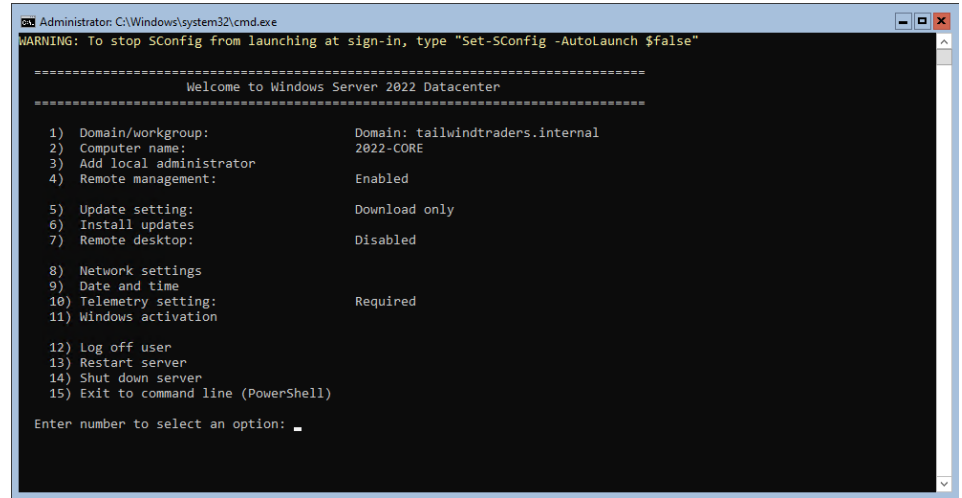 Administrator: C:\Windows\system32\cmd.exe
WARNING: To stop SConfig from launching at sign-in, type "Set-SConfig -AutoLaunch $false"
================================================================================
Welcome to Windows Server 2022 Datacenter
================================================================================
1) Domain/workgroup: Domain: tailwindtraders.internal
2) Computer name: 2022-CORE
3) Add local administrator
4) Remote management: Enabled
5) Update setting: Download only
6) Install updates
7) Remote desktop: Disabled
8) Network settings
9) Date and time
10) Telemetry setting: Required
11) Windows activation
12) Log off user
13) Restart server
14) Shut down server
15) Exit to command line (PowerShell)
Enter number to select an option: